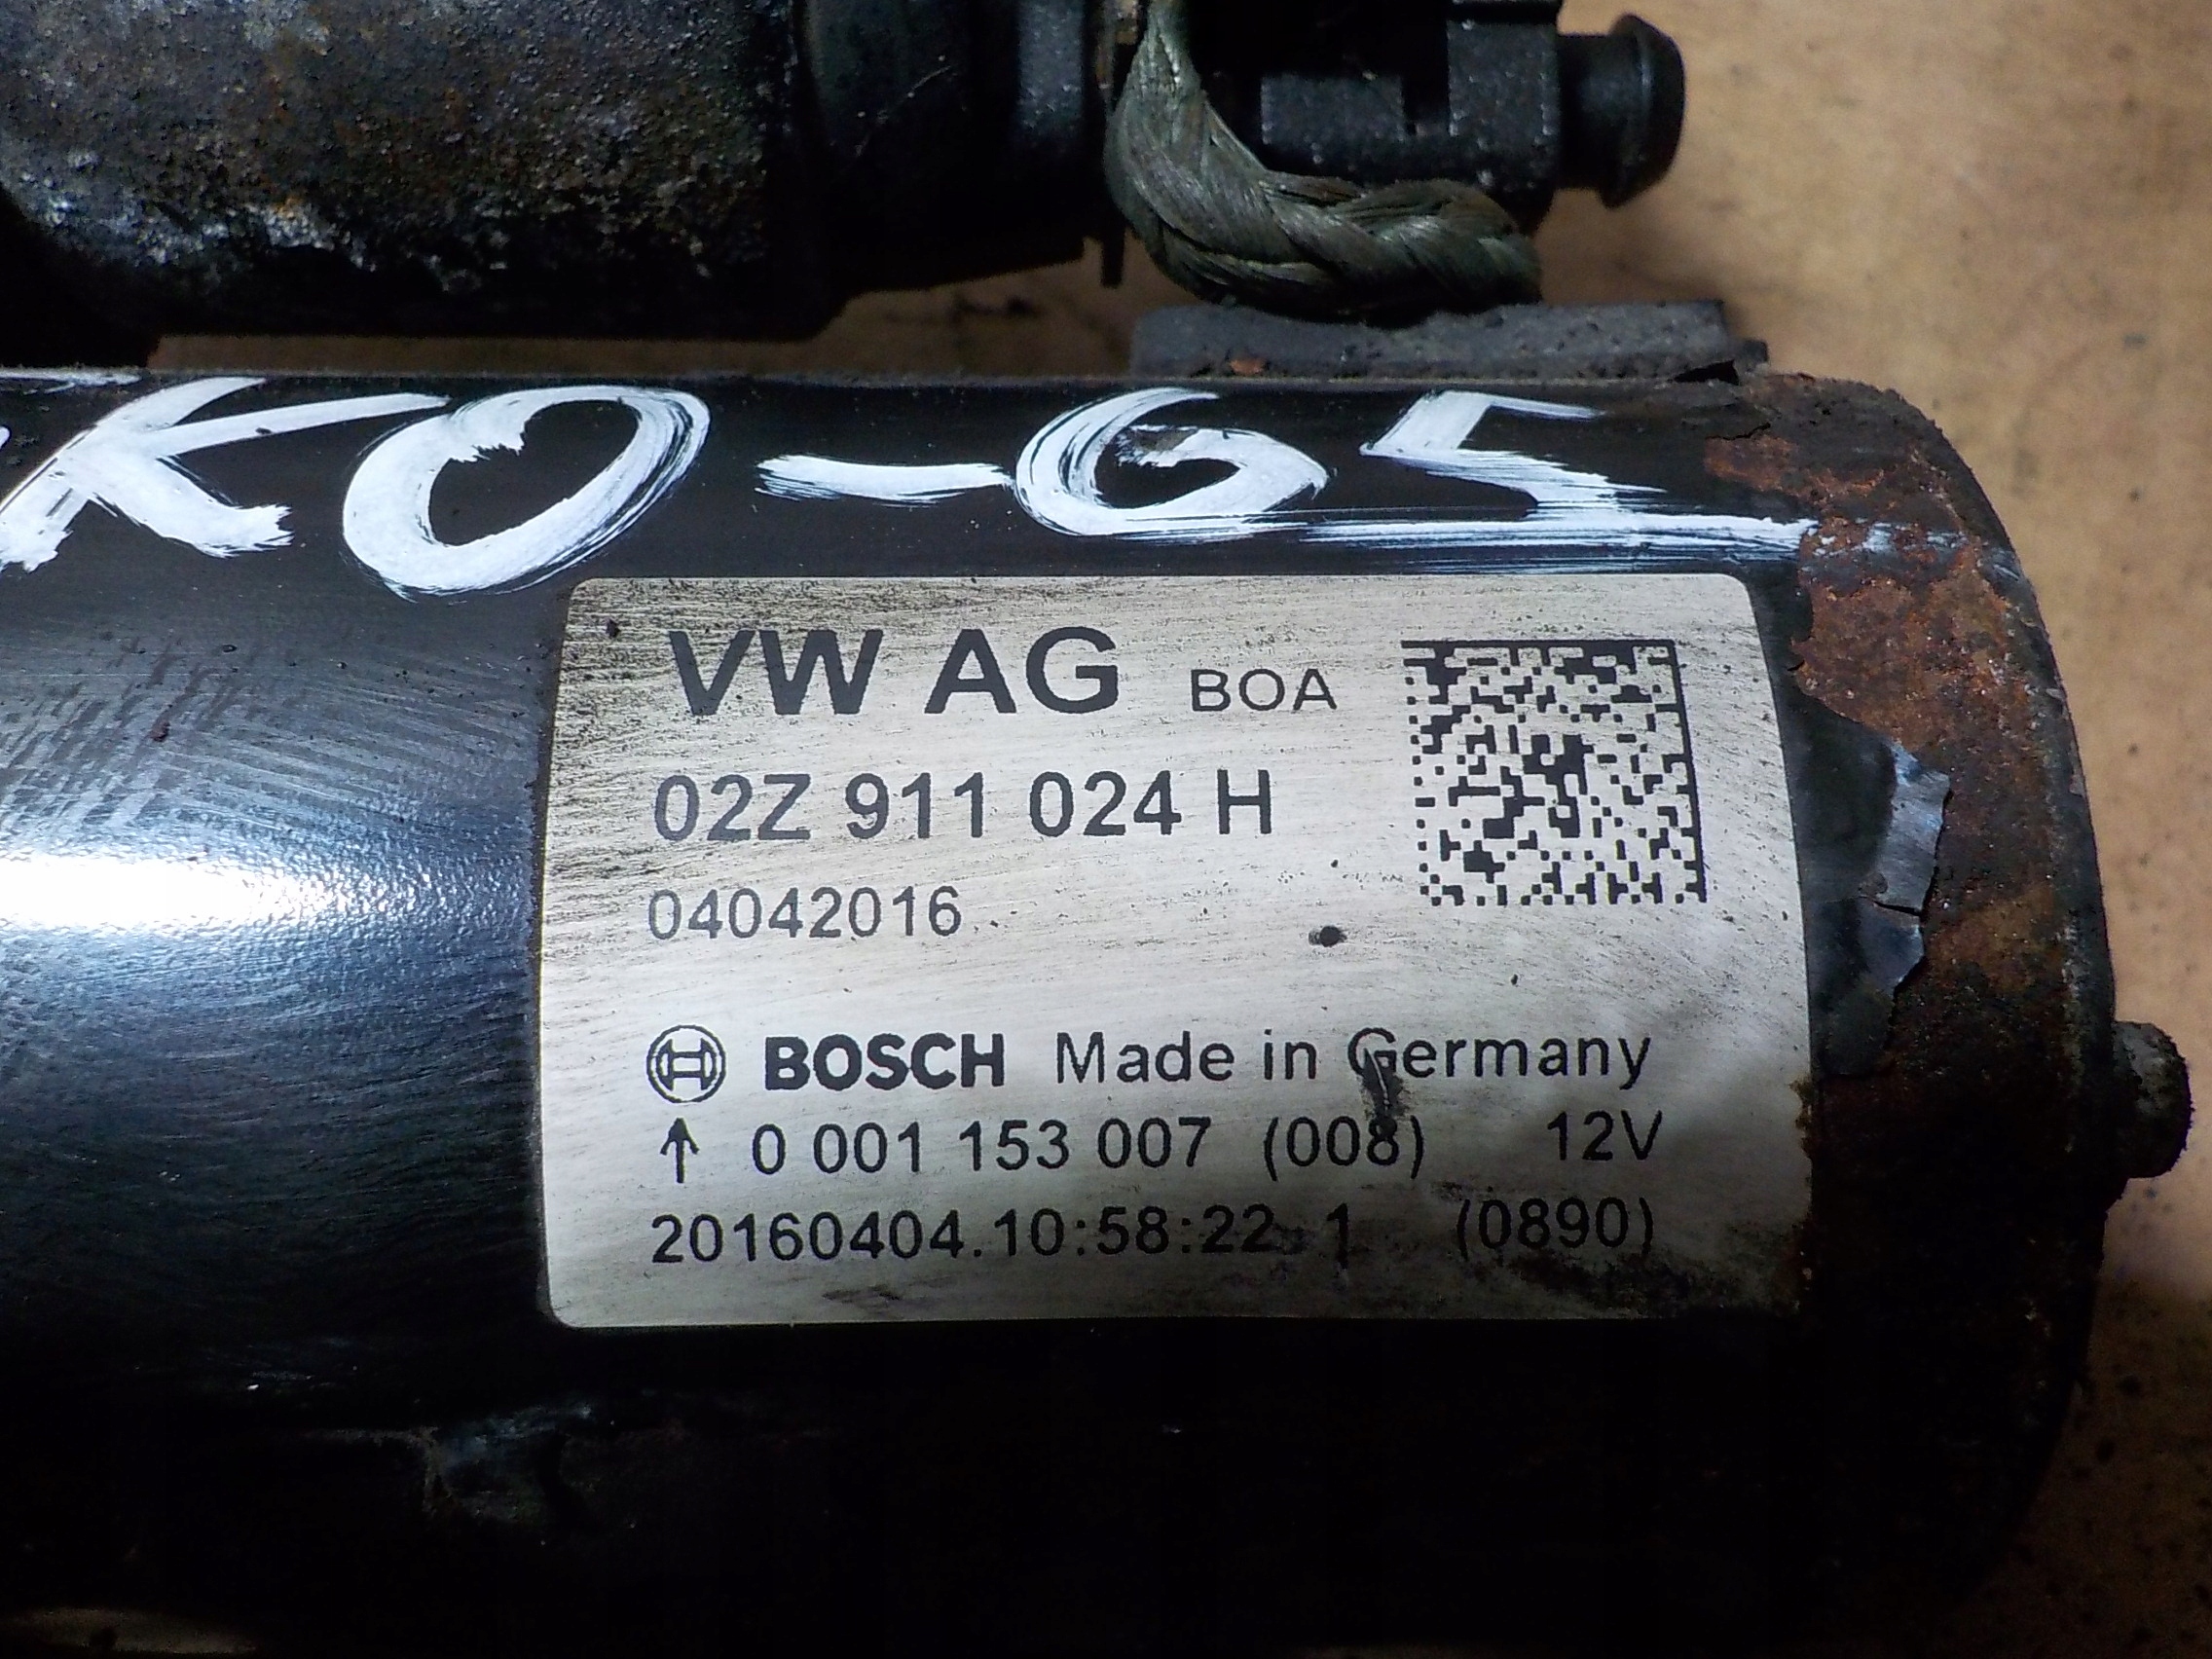 KO-G5
VW AG BOA
02Z 911 024 H
04042016
BOSCH Made in Germany
↑ 0 001 153 007 (008) 12V
20160404.10:58:22 1 (0890)